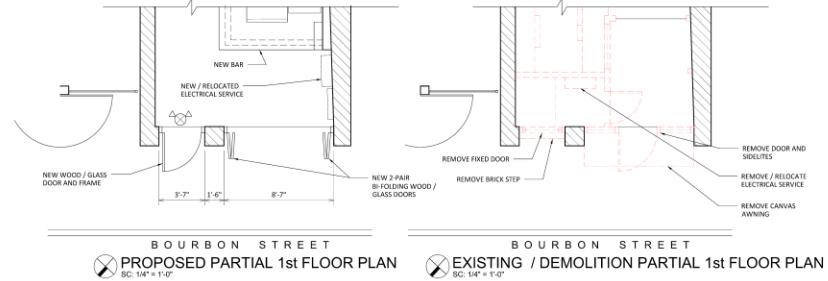 NEW BAR
NEW / RELOCATED
ELECTRICAL SERVICE
NEW WOOD / GLASS
DOOR AND FRAME
3'-7"
1'-6"
8'-7"
NEW 2-PAIR
BI-FOLDING WOOD /
GLASS DOORS
BOURBON STREET
PROPOSED PARTIAL 1st FLOOR PLAN
SC: 1/4" = 1'-0"
REMOVE FIXED DOOR
REMOVE BRICK STEP
REMOVE DOOR AND
SIDELITES
REMOVE / RELOCATE
ELECTRICAL SERVICE
REMOVE CANVAS
AWNING
BOURBON STREET
EXISTING / DEMOLITION PARTIAL 1st FLOOR PLAN
SC: 1/4" = 1'-0"